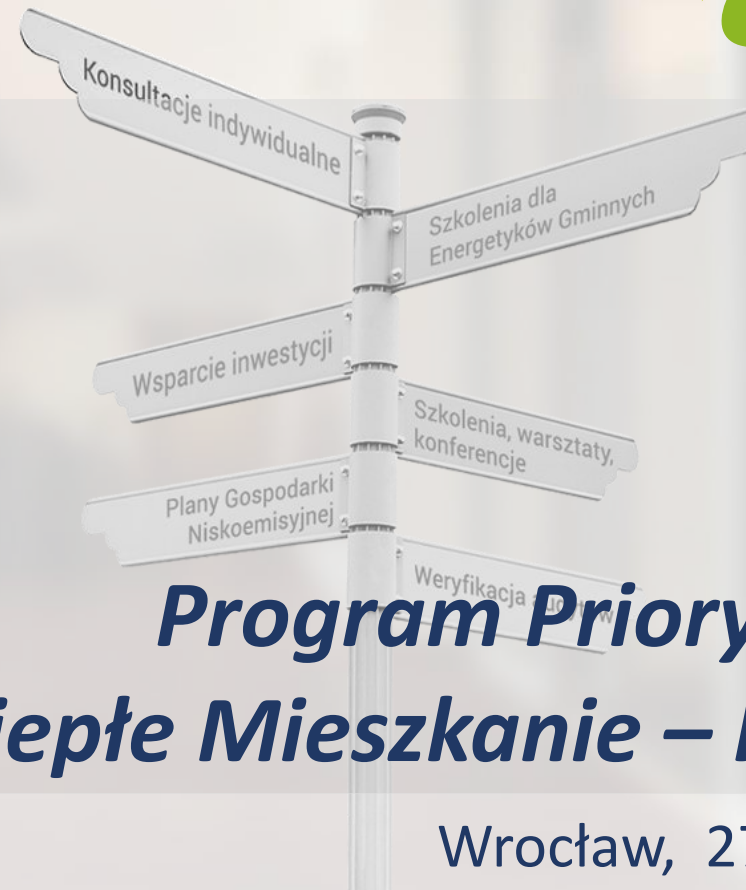 Konsultacje indywidualne
Szkolenia dla
Energetyków Gminnych
Wsparcie inwestycji
Szkolenia, warsztaty,
konferencje
Plany Gospodarki
Niskoemisyjnej
Weryfikacja audytów
Program Priory
iepłe Mieszkanie –
Wrocław, 27